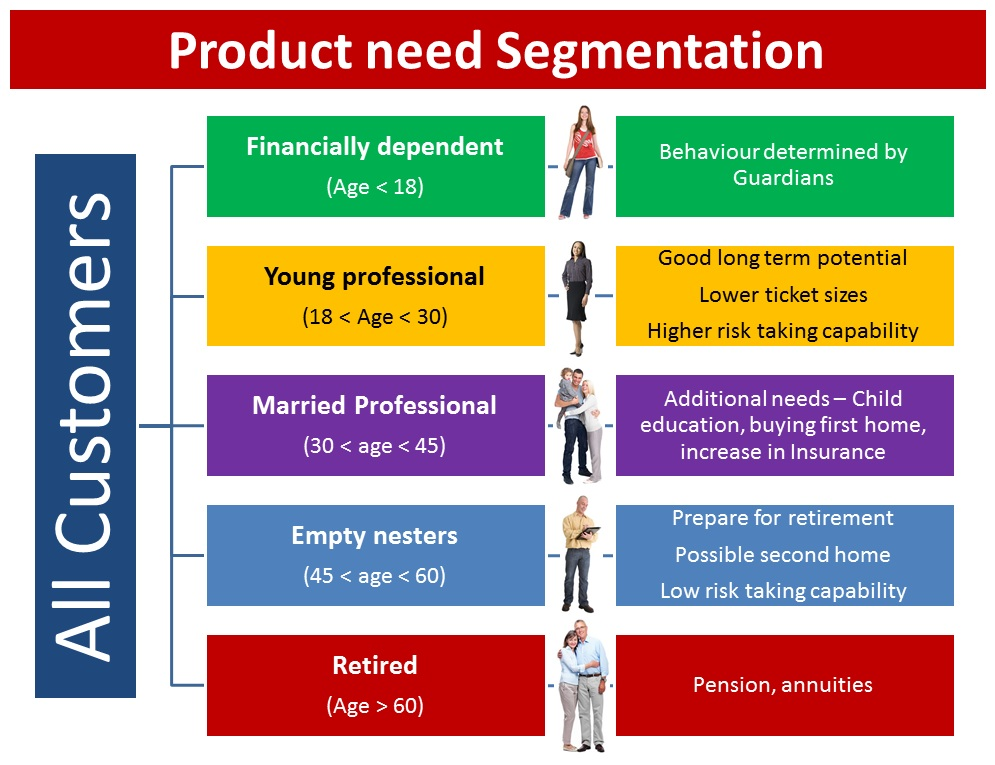 Product need Segmentation
All Customers
Financially dependent
(Age < 18)
Behaviour determined by
Guardians
Young professional
(18 < Age < 30)
Good long term potential
Lower ticket sizes
Higher risk taking capability
Married Professional
(30 < age < 45)
Additional needs – Child
education, buying first home,
increase in Insurance
Empty nesters
(45 < age < 60)
Prepare for retirement
Possible second home
Low risk taking capability
Retired
(Age > 60)
Pension, annuities